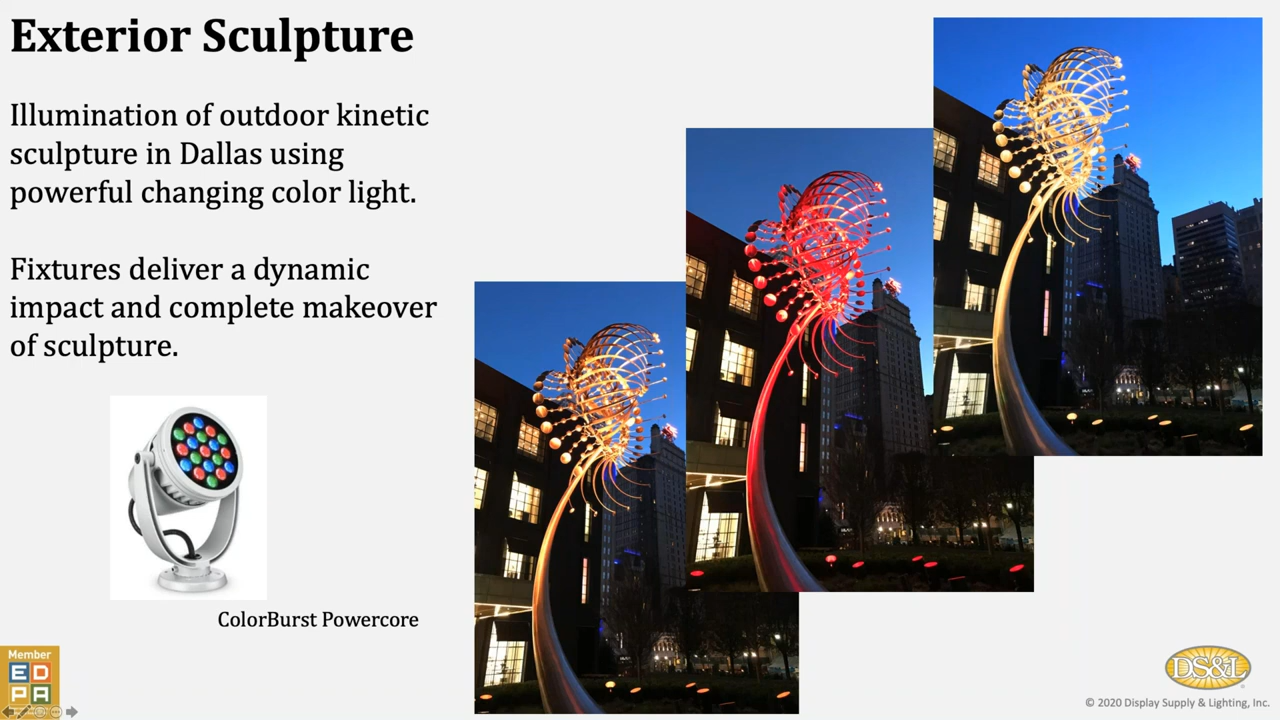 Exterior Sculpture
Illumination of outdoor kinetic
sculpture in Dallas using
powerful changing color light.
Fixtures deliver a dynamic
impact and complete makeover
of sculpture.
ColorBurst Powercore
Member
E D
P A
DS&L
© 2020 Display Supply & Lighting, Inc.